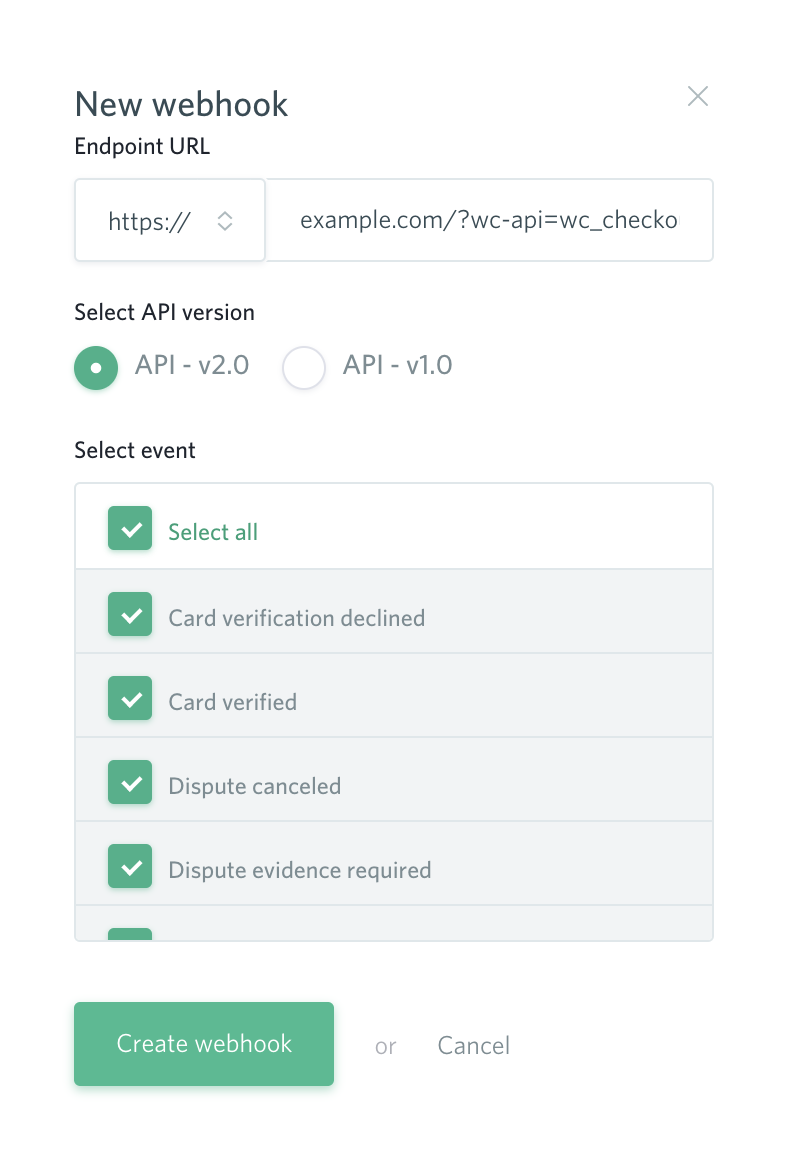 New webhook
Endpoint URL
https://
example.com/?wc-api=wc_checko
Select API version
API - v2.0 API - v1.0
Select event
Select all
Card verification declined
Card verified
Dispute canceled
Dispute evidence required
Create webhook or Cancel